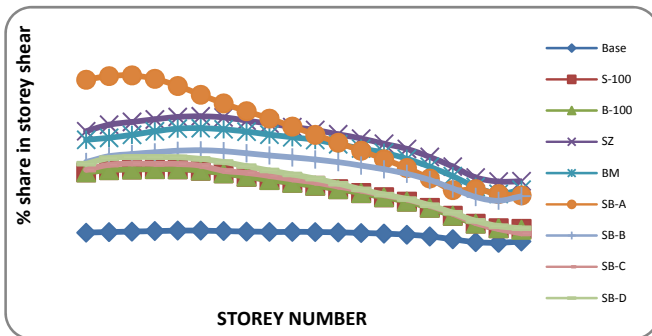 % share in storey shear
STOREY NUMBER
Base
S-100
B-100
SZ
BM
SB-A
SB-B
SB-C
SB-D